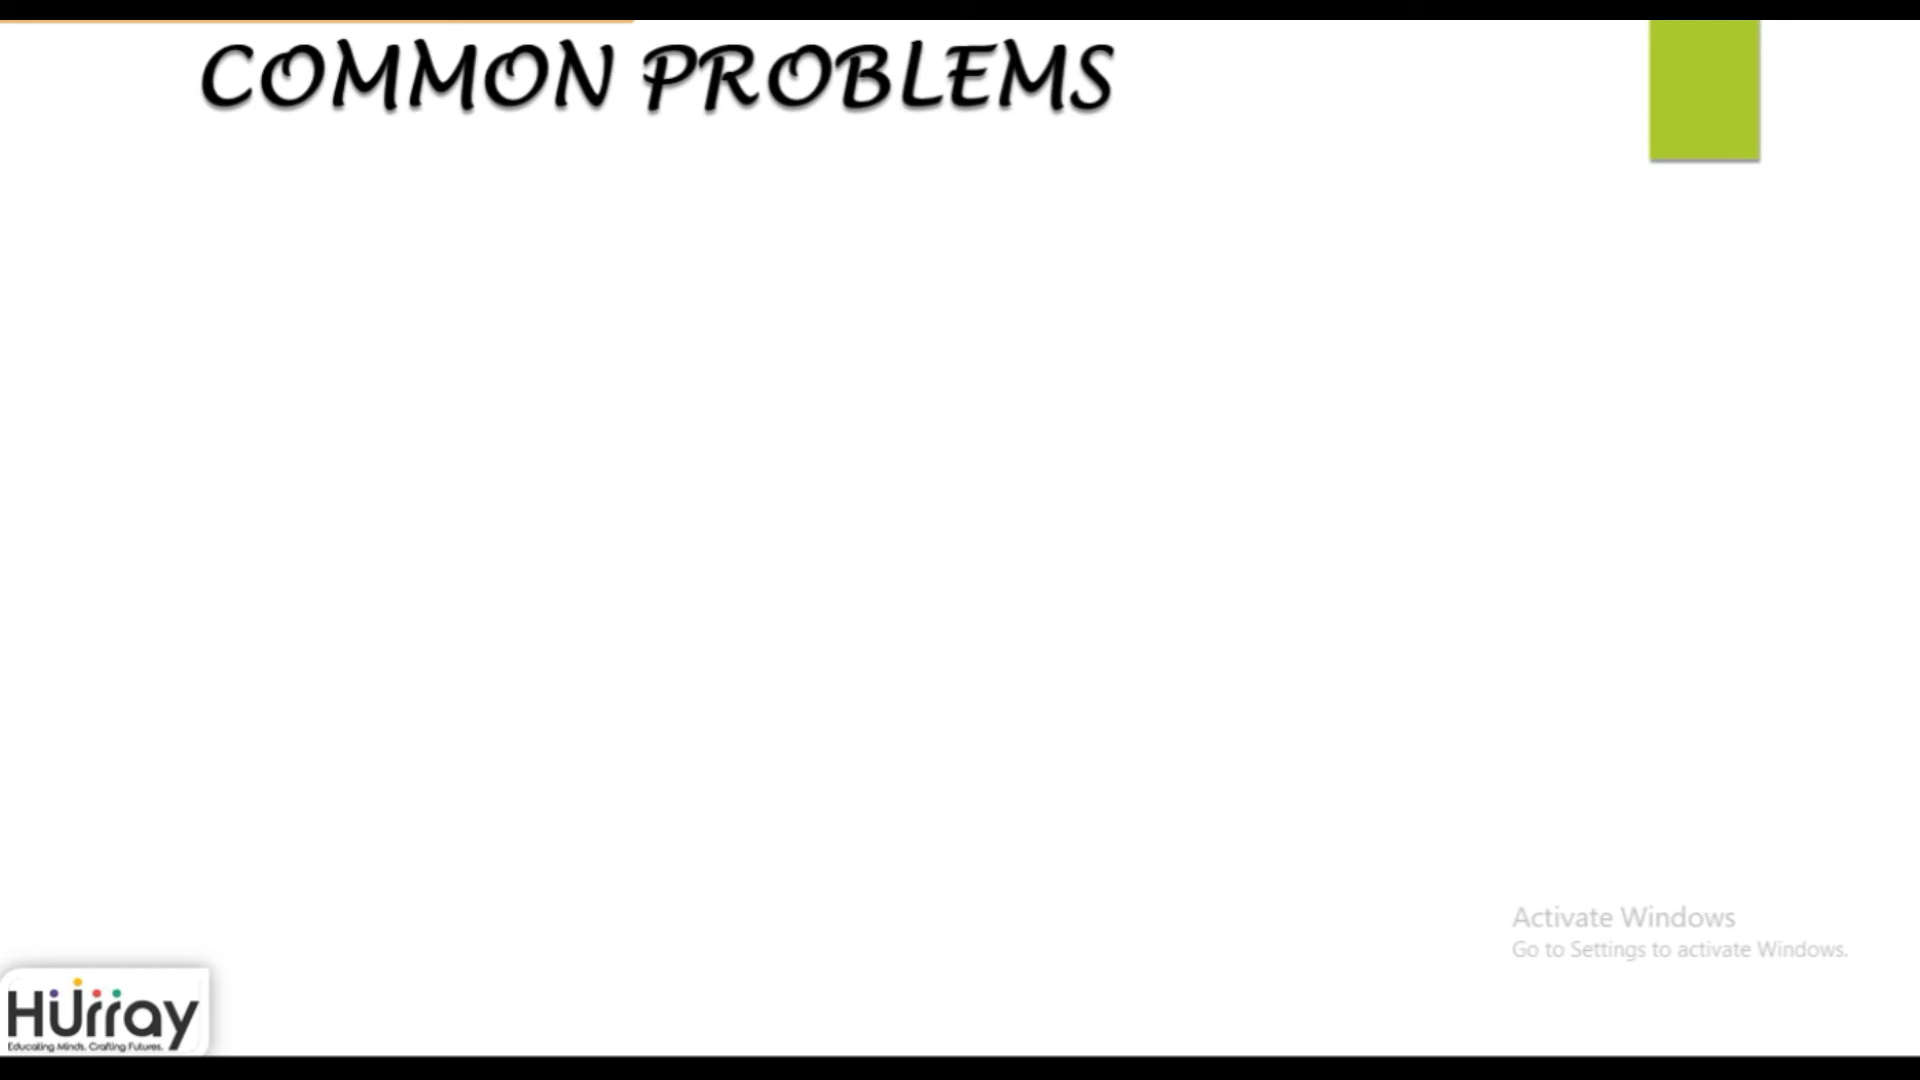 COMMON PROBLEMS
Activate Windows
Go to Settings to activate Windows.
Hurray
Educating Minds. Crafting Futures.